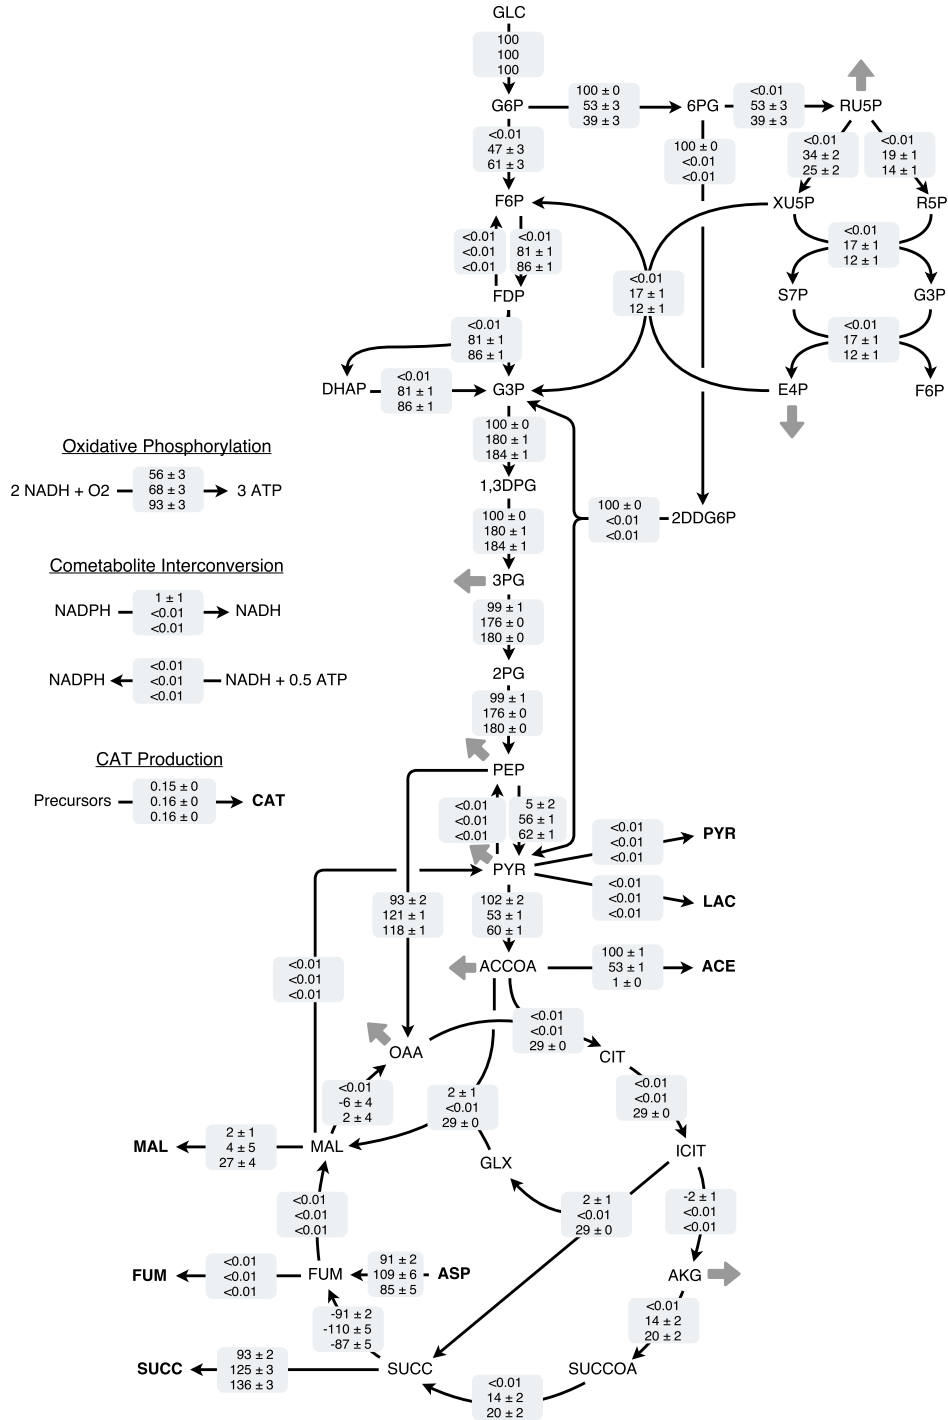 GLC
100
100
100
G6P
100 ± 0
53 ± 3
39 ± 3
6PG
<0.01
53 ± 3
39 ± 3
RU5P
<0.01
47 ± 3
61 ± 3
100 ± 0
<0.01
<0.01
<0.01
34 ± 2
25 ± 2
<0.01
19 ± 1
14 ± 1
F6P
XU5P
R5P
<0.01
<0.01
<0.01
<0.01
81 ± 1
86 ± 1
<0.01
17 ± 1
12 ± 1
<0.01
17 ± 1
12 ± 1
FDP
S7P
G3P
<0.01
81 ± 1
86 ± 1
<0.01
17 ± 1
12 ± 1
DHAP
<0.01
81 ± 1
86 ± 1
G3P
E4P
F6P
100 ± 0
180 ± 1
184 ± 1
Oxidative Phosphorylation
2 NADH + O2
56 ± 3
68 ± 3
93 ± 3
3 ATP
1,3DPG
100 ± 0
<0.01
<0.01
2DDG6P
100 ± 0
180 ± 1
184 ± 1
Cometabolite Interconversion
NADPH
1 ± 1
<0.01
<0.01
NADH
3PG
99 ± 1
176 ± 0
180 ± 0
NADPH
<0.01
<0.01
<0.01
NADH + 0.5 ATP
2PG
99 ± 1
176 ± 0
180 ± 0
CAT Production
Precursors
0.15 ± 0
0.16 ± 0
0.16 ± 0
CAT
PEP
<0.01
<0.01
<0.01
5 ± 2
56 ± 1
62 ± 1
<0.01
<0.01
<0.01
PYR
PYR
<0.01
<0.01
<0.01
LAC
93 ± 2
121 ± 1
118 ± 1
102 ± 2
53 ± 1
60 ± 1
<0.01
<0.01
<0.01
ACCOA
100 ± 1
53 ± 1
1 ± 0
ACE
OAA
<0.01
<0.01
29 ± 0
CIT
<0.01
-6 ± 4
2 ± 4
2 ± 1
<0.01
29 ± 0
<0.01
<0.01
29 ± 0
MAL
2 ± 1
4 ± 5
27 ± 4
MAL
GLX
ICIT
<0.01
<0.01
<0.01
2 ± 1
<0.01
29 ± 0
-2 ± 1
<0.01
<0.01
FUM
<0.01
<0.01
<0.01
FUM
91 ± 2
109 ± 6
85 ± 5
ASP
AKG
-91 ± 2
-110 ± 5
-87 ± 5
<0.01
14 ± 2
20 ± 2
SUCC
93 ± 2
125 ± 3
136 ± 3
SUCC
<0.01
14 ± 2
20 ± 2
SUCCOA